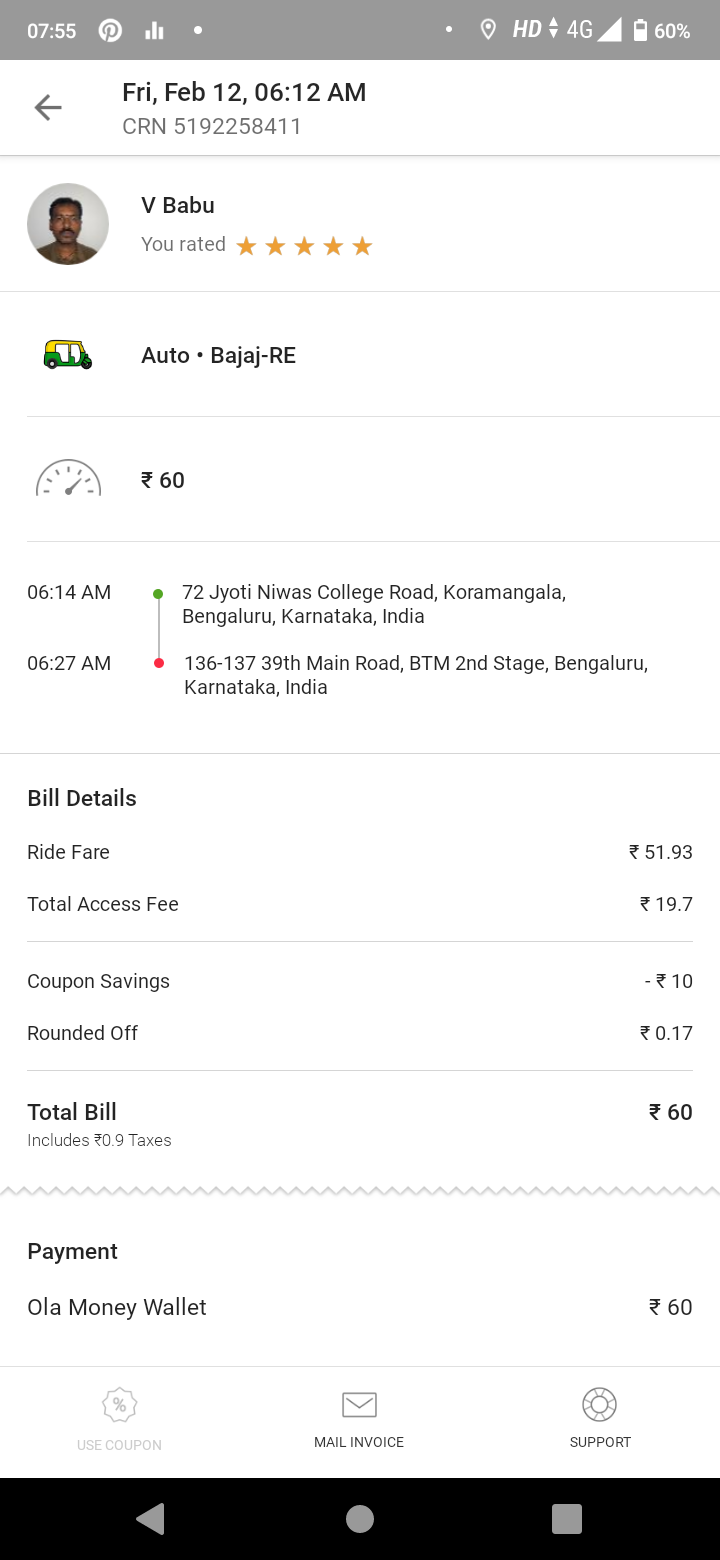 07:55 HD 4G 60%
Fri, Feb 12, 06:12 AM
CRN 5192258411
V Babu
You rated
Auto • Bajaj-RE
₹ 60
06:14 AM 72 Jyoti Niwas College Road, Koramangala,
Bengaluru, Karnataka, India
06:27 AM 136-137 39th Main Road, BTM 2nd Stage, Bengaluru,
Karnataka, India
Bill Details
Ride Fare ₹ 51.93
Total Access Fee ₹ 19.7
Coupon Savings - ₹ 10
Rounded Off ₹ 0.17
Total Bill ₹ 60
Includes ₹0.9 Taxes
Payment
Ola Money Wallet ₹ 60
%
USE COUPON MAIL INVOICE SUPPORT